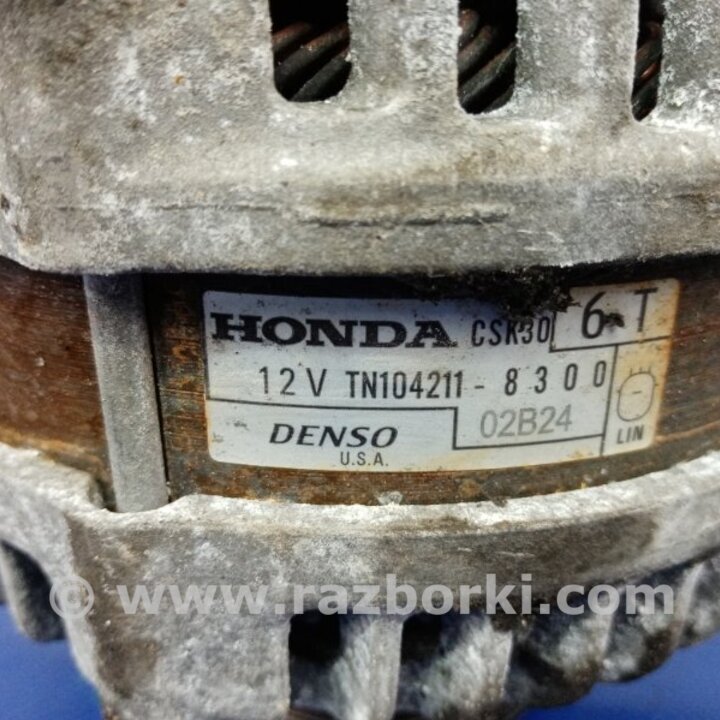 HONDA CSK30 6-T
12V TN104211-8300
DENSO 02B24 LIN
U.S.A.
© www.razborki.com